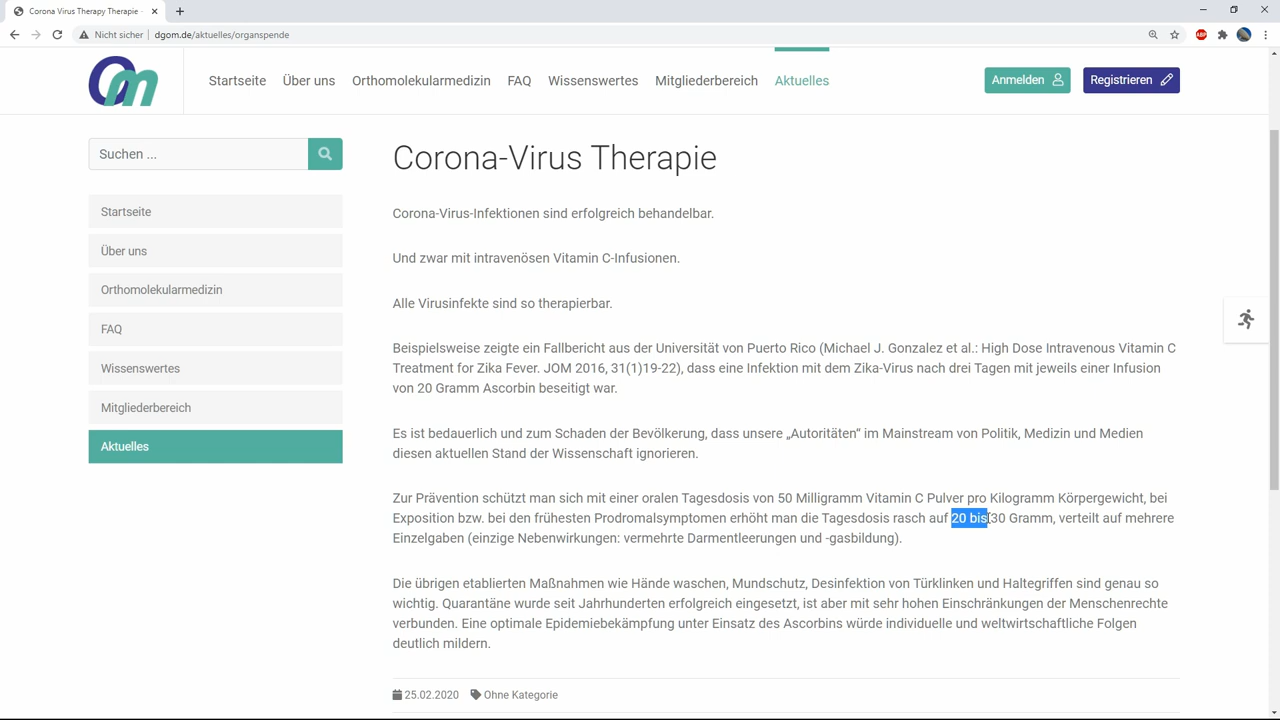 Corona Virus Therapy Therapie -
Nicht sicher | dgom.de/aktuelles/organspende
ABP
Om
Startseite Über uns Orthomolekularmedizin FAQ Wissenswertes Mitgliederbereich Aktuelles
Anmelden Registrieren
Suchen ...
Startseite
Über uns
Orthomolekularmedizin
FAQ
Wissenswertes
Mitgliederbereich
Aktuelles
Corona-Virus Therapie
Corona-Virus-Infektionen sind erfolgreich behandelbar.
Und zwar mit intravenösen Vitamin C-Infusionen.
Alle Virusinfekte sind so therapierbar.
Beispielsweise zeigte ein Fallbericht aus der Universität von Puerto Rico (Michael J. Gonzalez et al.: High Dose Intravenous Vitamin C
Treatment for Zika Fever. JOM 2016, 31(1)19-22), dass eine Infektion mit dem Zika-Virus nach drei Tagen mit jeweils einer Infusion
von 20 Gramm Ascorbin beseitigt war.
Es ist bedauerlich und zum Schaden der Bevölkerung, dass unsere „Autoritäten“ im Mainstream von Politik, Medizin und Medien
diesen aktuellen Stand der Wissenschaft ignorieren.
Zur Prävention schützt man sich mit einer oralen Tagesdosis von 50 Milligramm Vitamin C Pulver pro Kilogramm Körpergewicht, bei
Exposition bzw. bei den frühesten Prodromalsymptomen erhöht man die Tagesdosis rasch auf 20 bis 30 Gramm, verteilt auf mehrere
Einzelgaben (einzige Nebenwirkungen: vermehrte Darmentleerungen und -gasbildung).
Die übrigen etablierten Maßnahmen wie Hände waschen, Mundschutz, Desinfektion von Türklinken und Haltegriffen sind genau so
wichtig. Quarantäne wurde seit Jahrhunderten erfolgreich eingesetzt, ist aber mit sehr hohen Einschränkungen der Menschenrechte
verbunden. Eine optimale Epidemiebekämpfung unter Einsatz des Ascorbins würde individuelle und weltwirtschaftliche Folgen
deutlich mildern.
25.02.2020 Ohne Kategorie